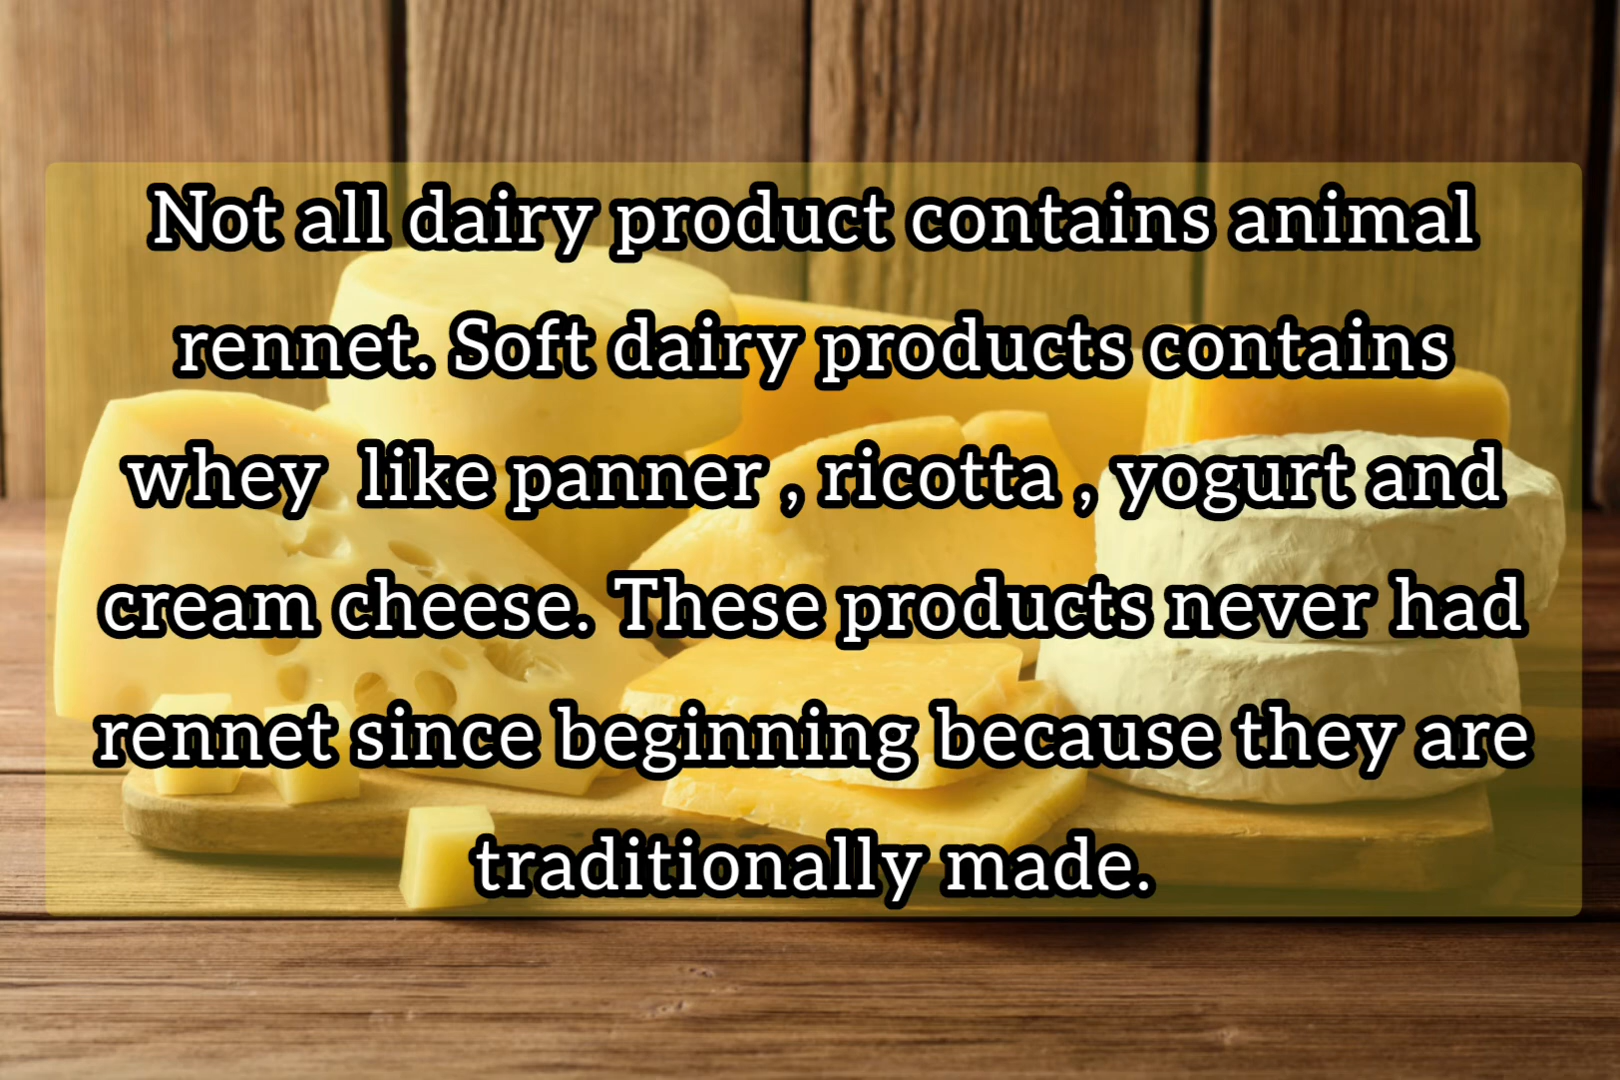 Not all dairy product contains animal
rennet. Soft dairy products contains
whey  like panner , ricotta , yogurt and
cream cheese. These products never had
rennet since beginning because they are
traditionally made.